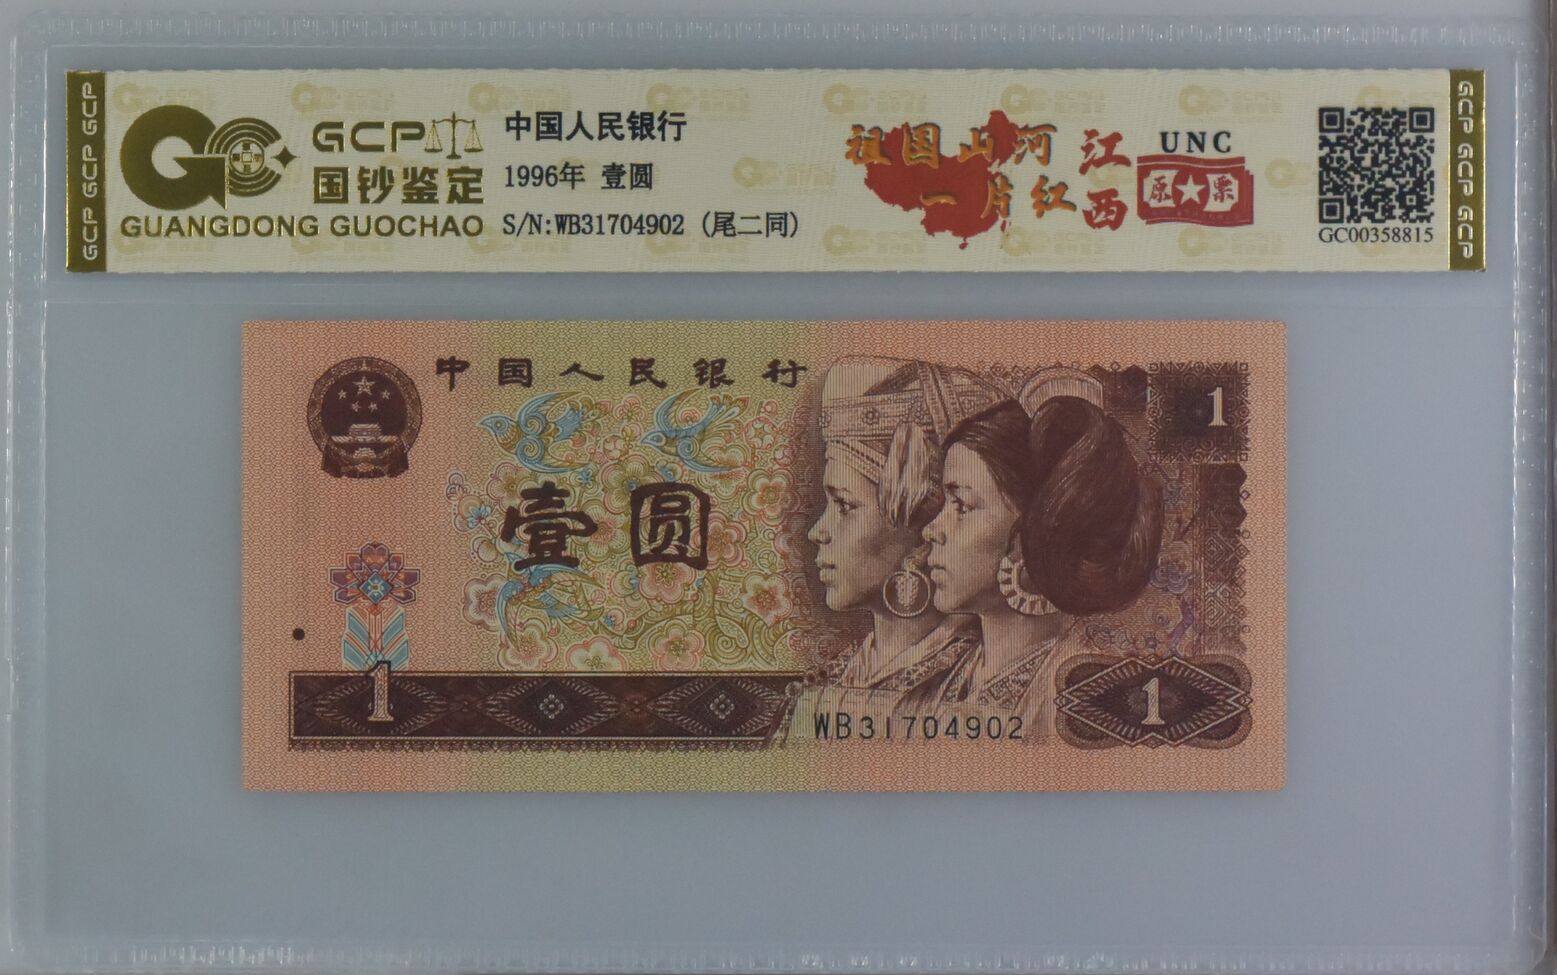 GCP GCP GCP
GCP
国钞鉴定
GUANGDONG GUOCHAO
中国人民银行
1996年 壹圆
S/N:WB31704902 (尾二同)
祖国山河
一片红
江西
UNC
原★票
GC00358815
GCP GCP GCP
中国人民银行
1
壹圆
1
1
WB31704902